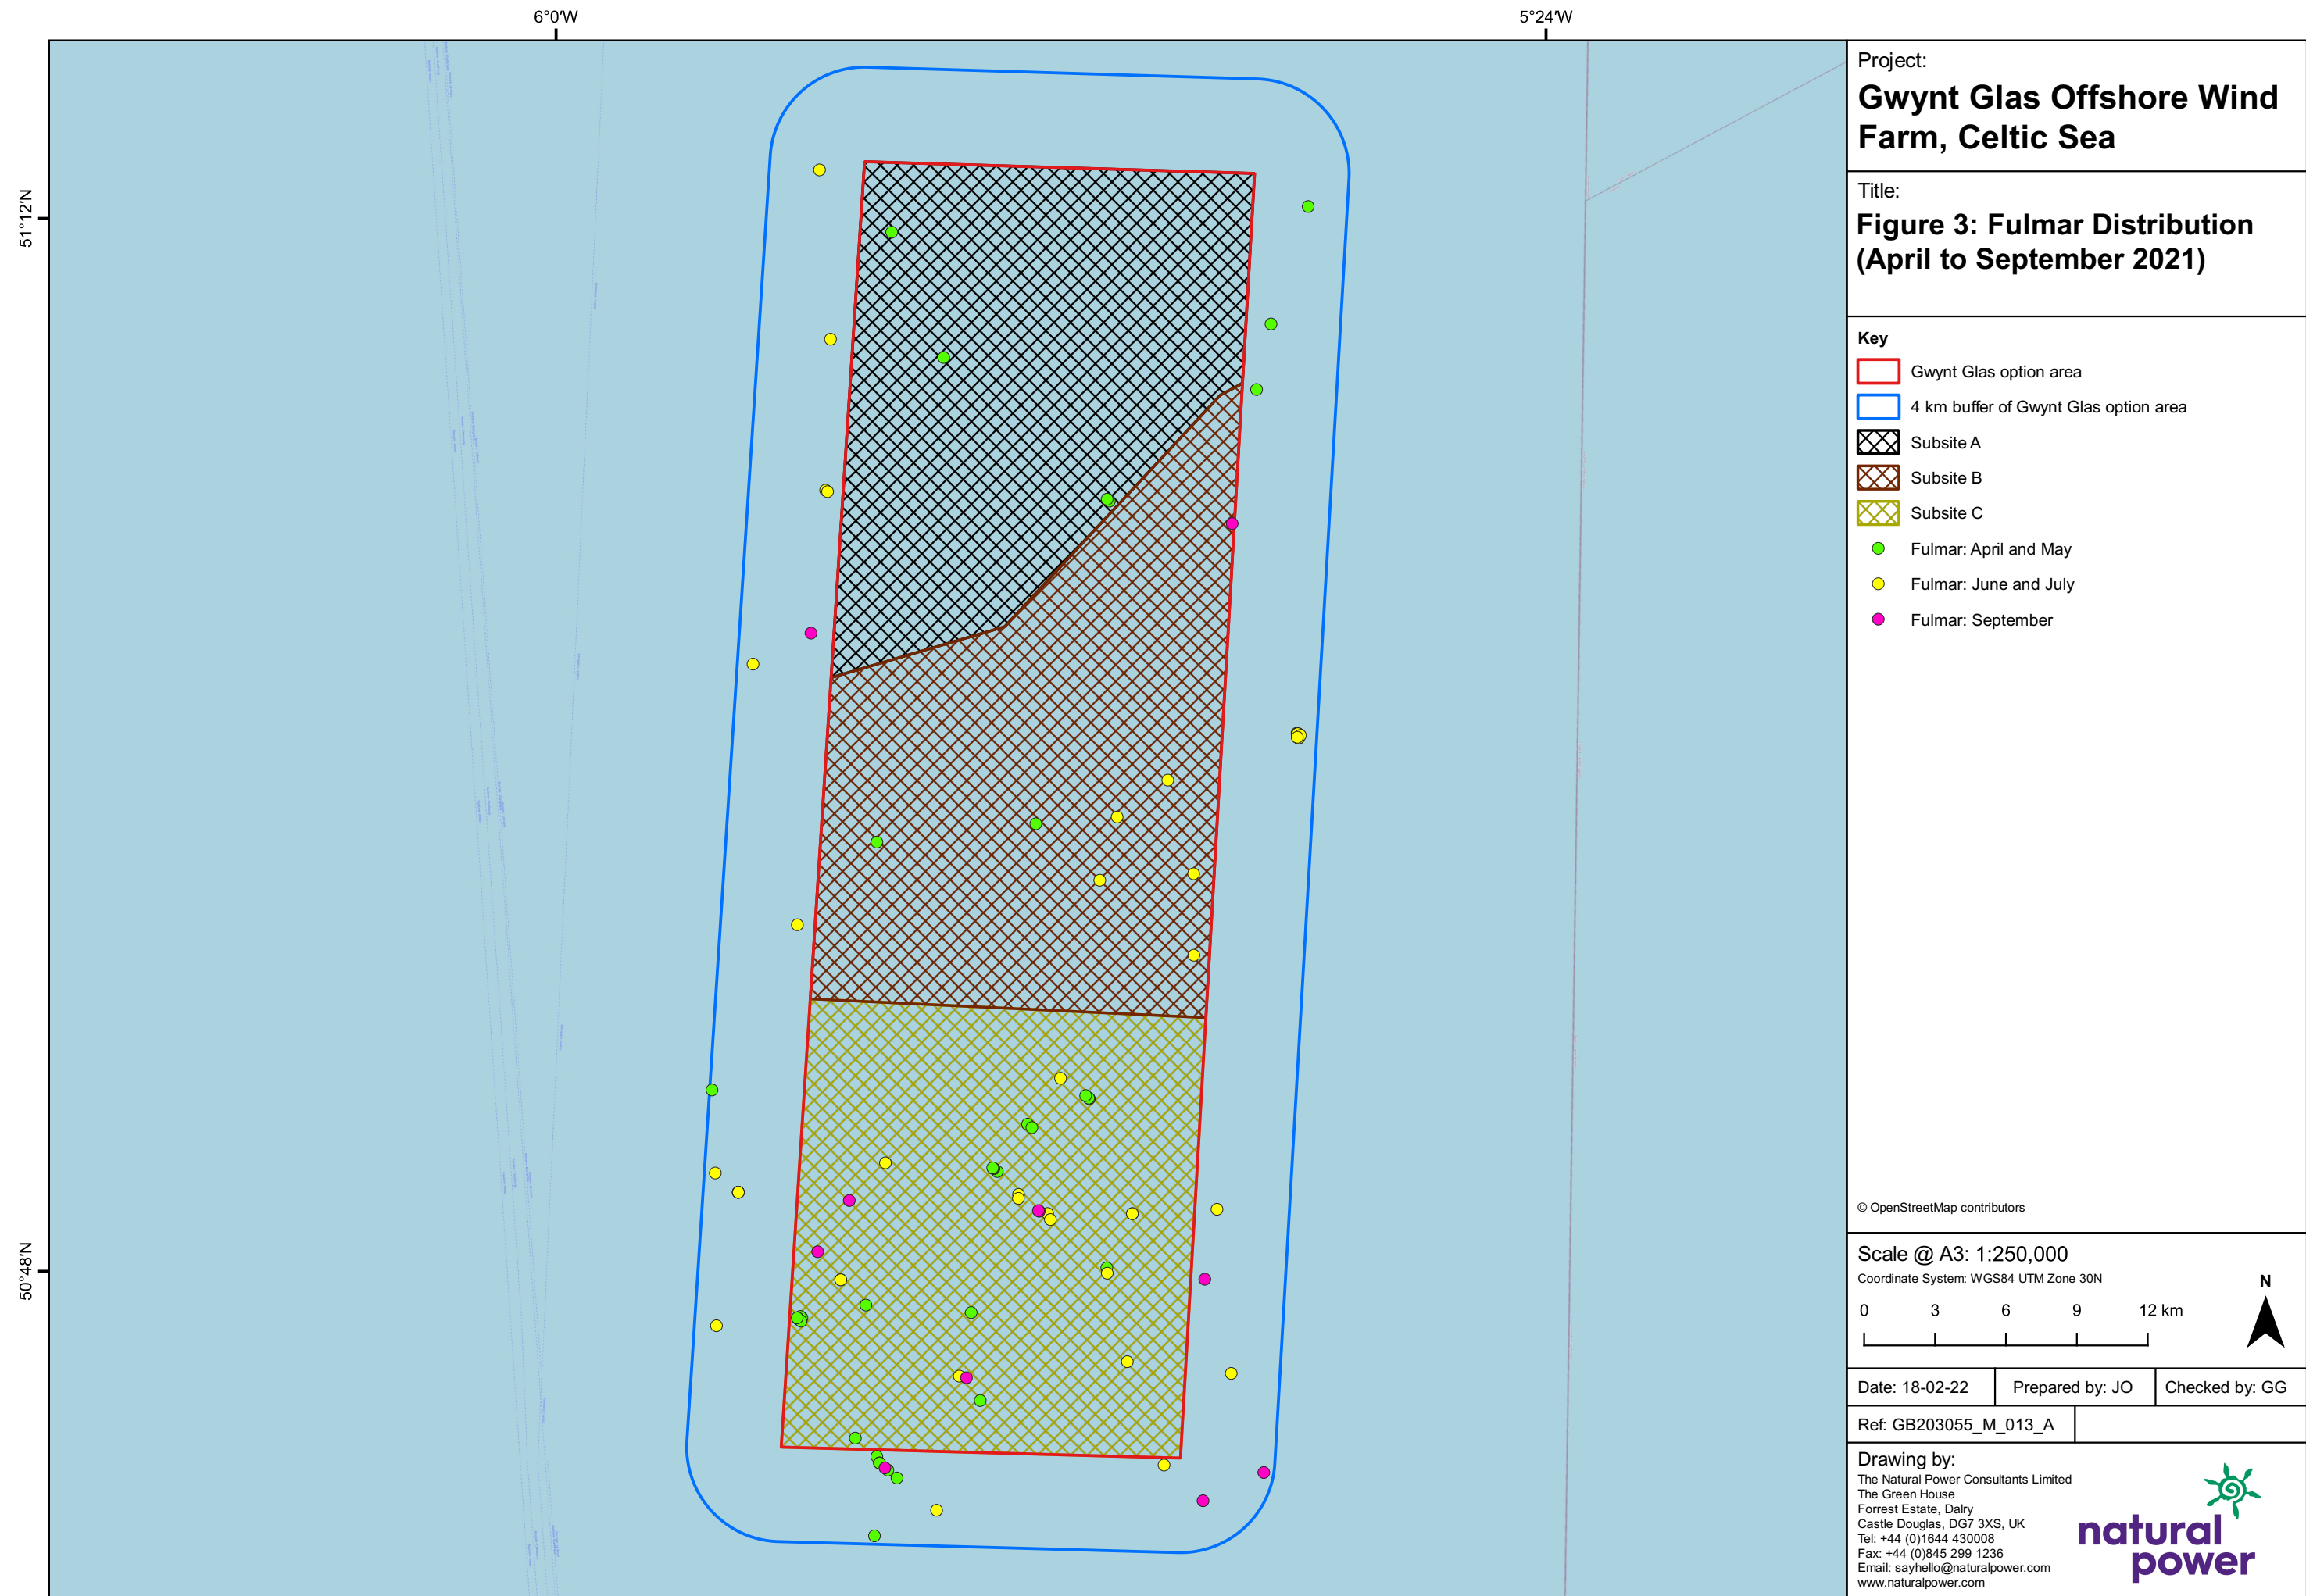 6°0'W
5°24'W
51°12'N
50°48'N
Project:
Gwynt Glas Offshore Wind
Farm, Celtic Sea
Title:
Figure 3: Fulmar Distribution
(April to September 2021)
Key
Gwynt Glas option area
4 km buffer of Gwynt Glas option area
Subsite A
Subsite B
Subsite C
Fulmar: April and May
Fulmar: June and July
Fulmar: September
© OpenStreetMap contributors
Scale @ A3: 1:250,000
Coordinate System: WGS84 UTM Zone 30N
N
0 3 6 9 12 km
Date: 18-02-22 Prepared by: JO Checked by: GG
Ref: GB203055_M_013_A
Drawing by:
The Natural Power Consultants Limited
The Green House
Forrest Estate, Dalry
Castle Douglas, DG7 3XS, UK
Tel: +44 (0)1644 430008
Fax: +44 (0)845 299 1236
Email: sayhello@naturalpower.com
www.naturalpower.com
natural
power